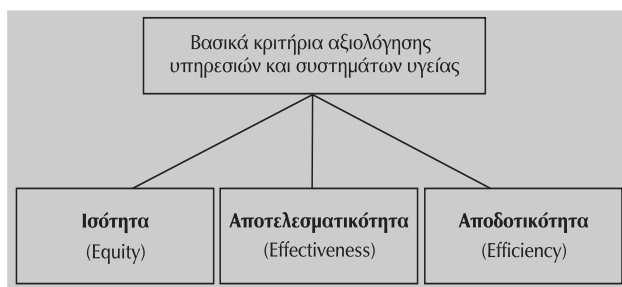 Βασικά κριτήρια αξιολόγησης
υπηρεσιών και συστημάτων υγείας
Ισότητα
(Equity)
Αποτελεσματικότητα
(Effectiveness)
Αποδοτικότητα
(Efficiency)